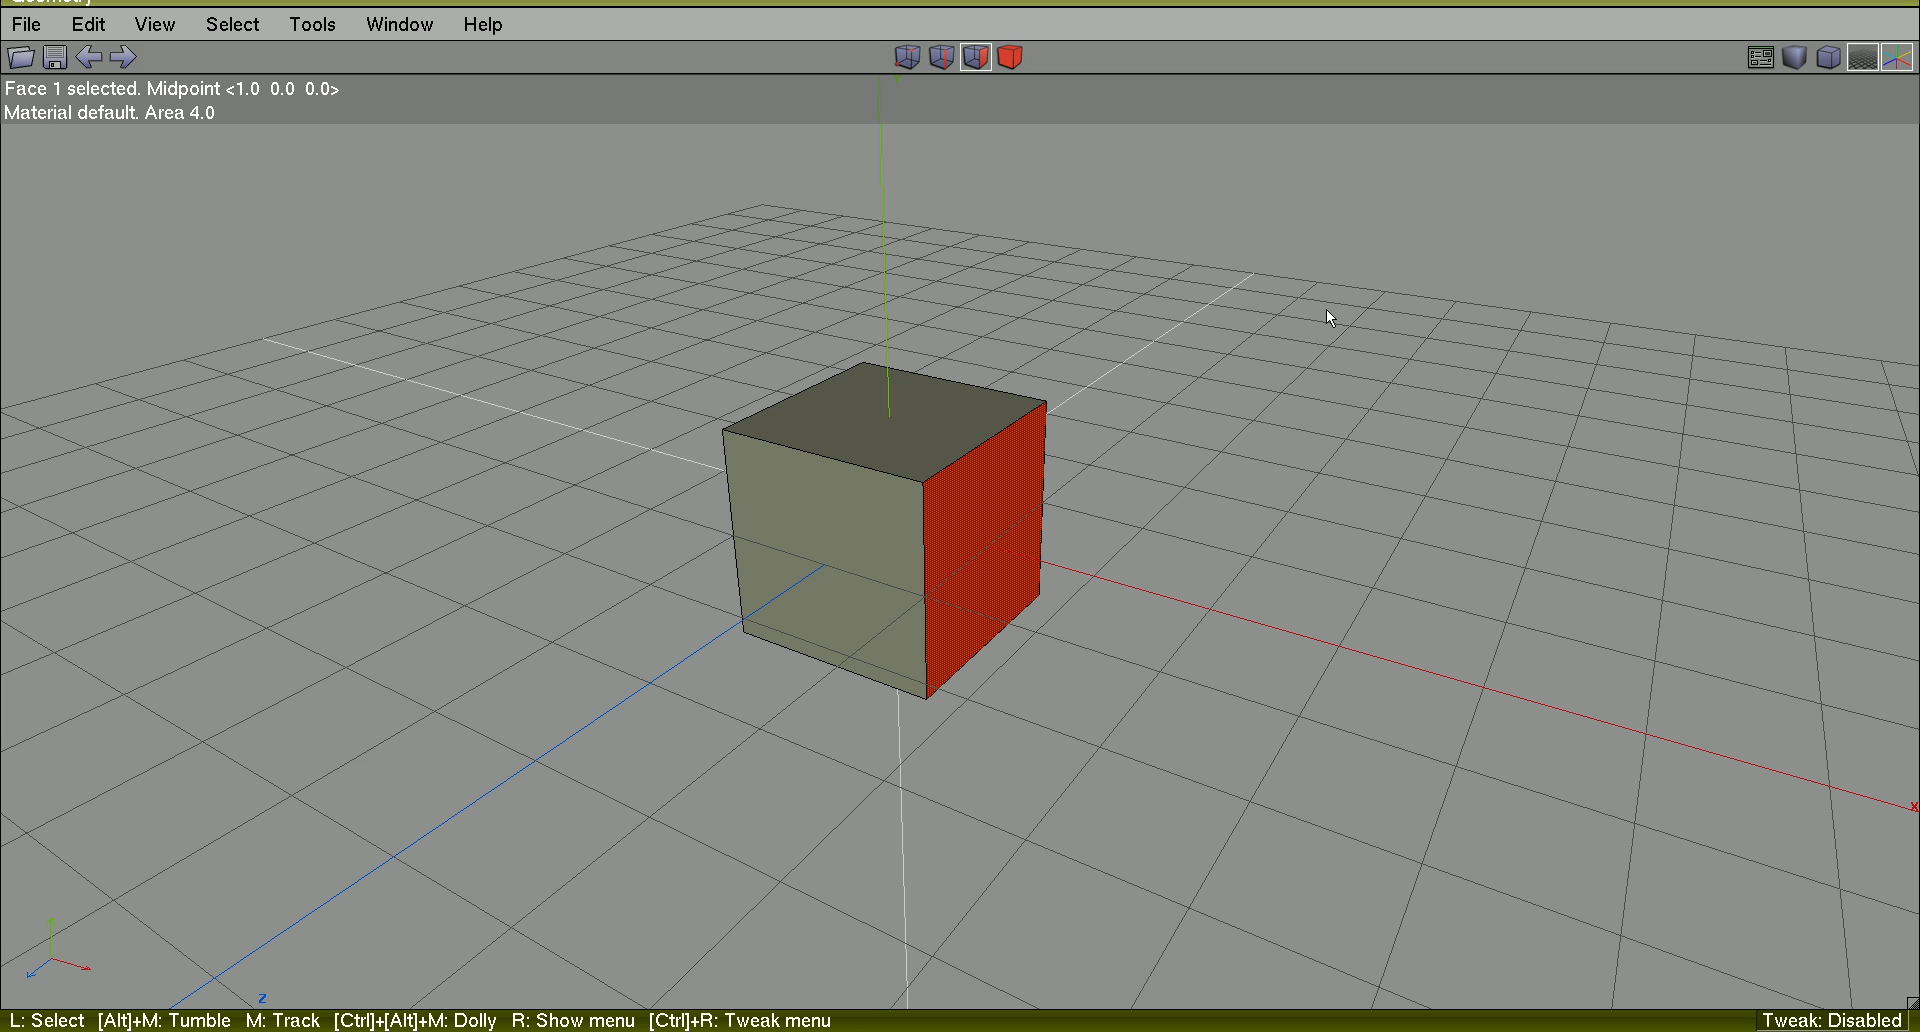 Geometry
File Edit View Select Tools Window Help
Face 1 selected. Midpoint <1.0 0.0 0.0>
Material default. Area 4.0
Y
X
Z
L: Select [Alt]+M: Tumble M: Track [Ctrl]+[Alt]+M: Dolly R: Show menu [Ctrl]+R: Tweak menu
Tweak: Disabled